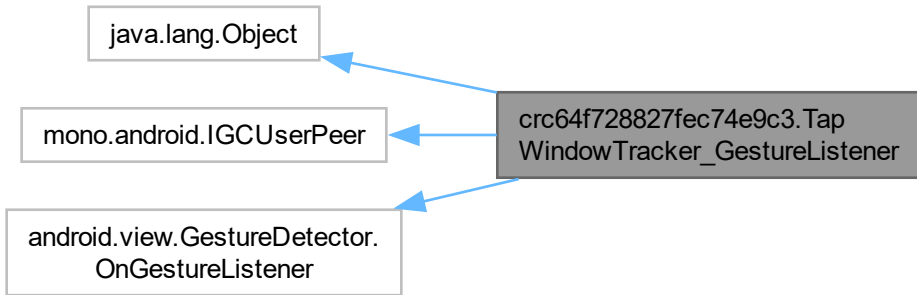 java.lang.Object
mono.android.IGCUserPeer
crc64f728827fec74e9c3.Tap
WindowTracker_GestureListener
android.view.GestureDetector.
OnGestureListener